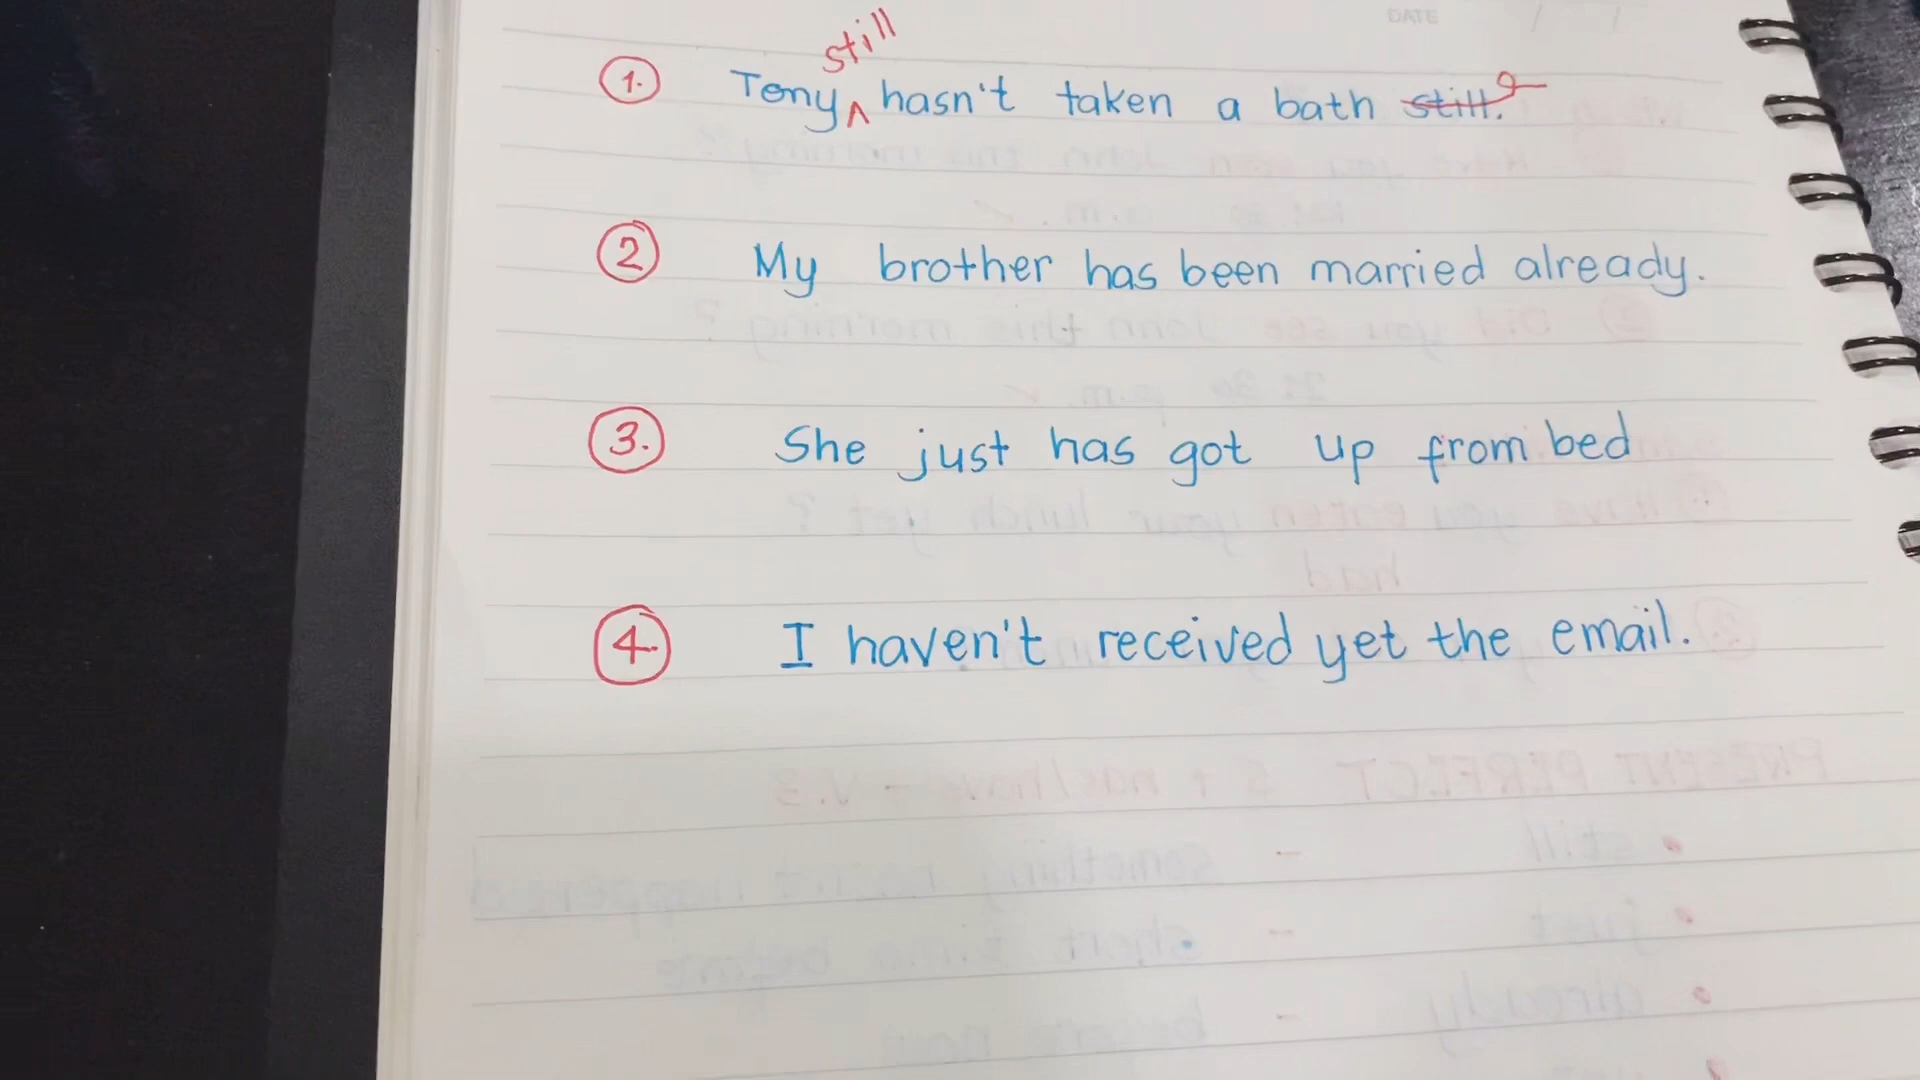 DATE
still
1. Tony ^ hasn't taken a bath still.
2 My brother has been married already.
3. She just has got up from bed
4. I haven't received yet the email.